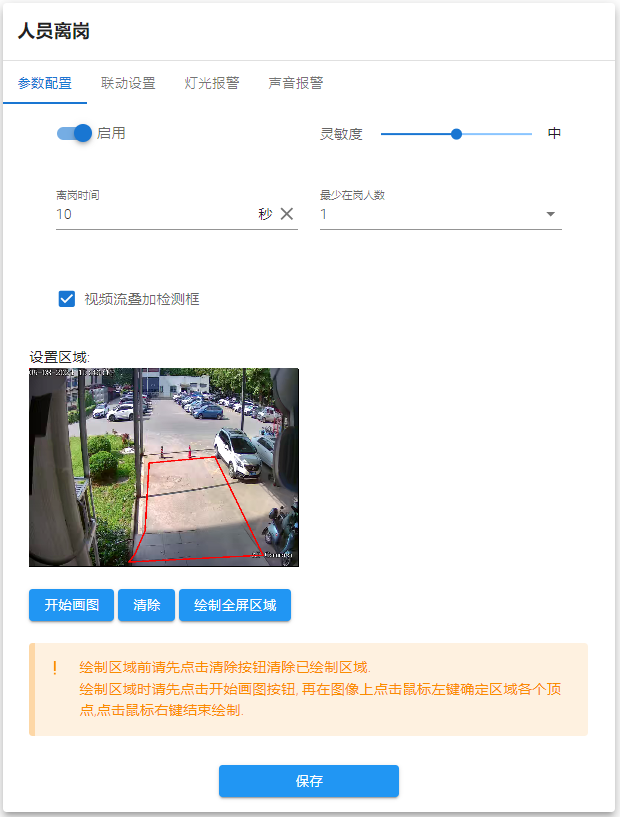 人员离岗
参数配置 联动设置 灯光报警 声音报警
启用 灵敏度 中
离岗时间 最少在岗人数
10 秒 1
视频流叠加检测框
设置区域:
开始画图 清除 绘制全屏区域
! 绘制区域前请先点击清除按钮清除已绘制区域.
绘制区域时请先点击开始画图按钮, 再在图像上点击鼠标左键确定区域各个顶
点,点击鼠标右键结束绘制.
保存